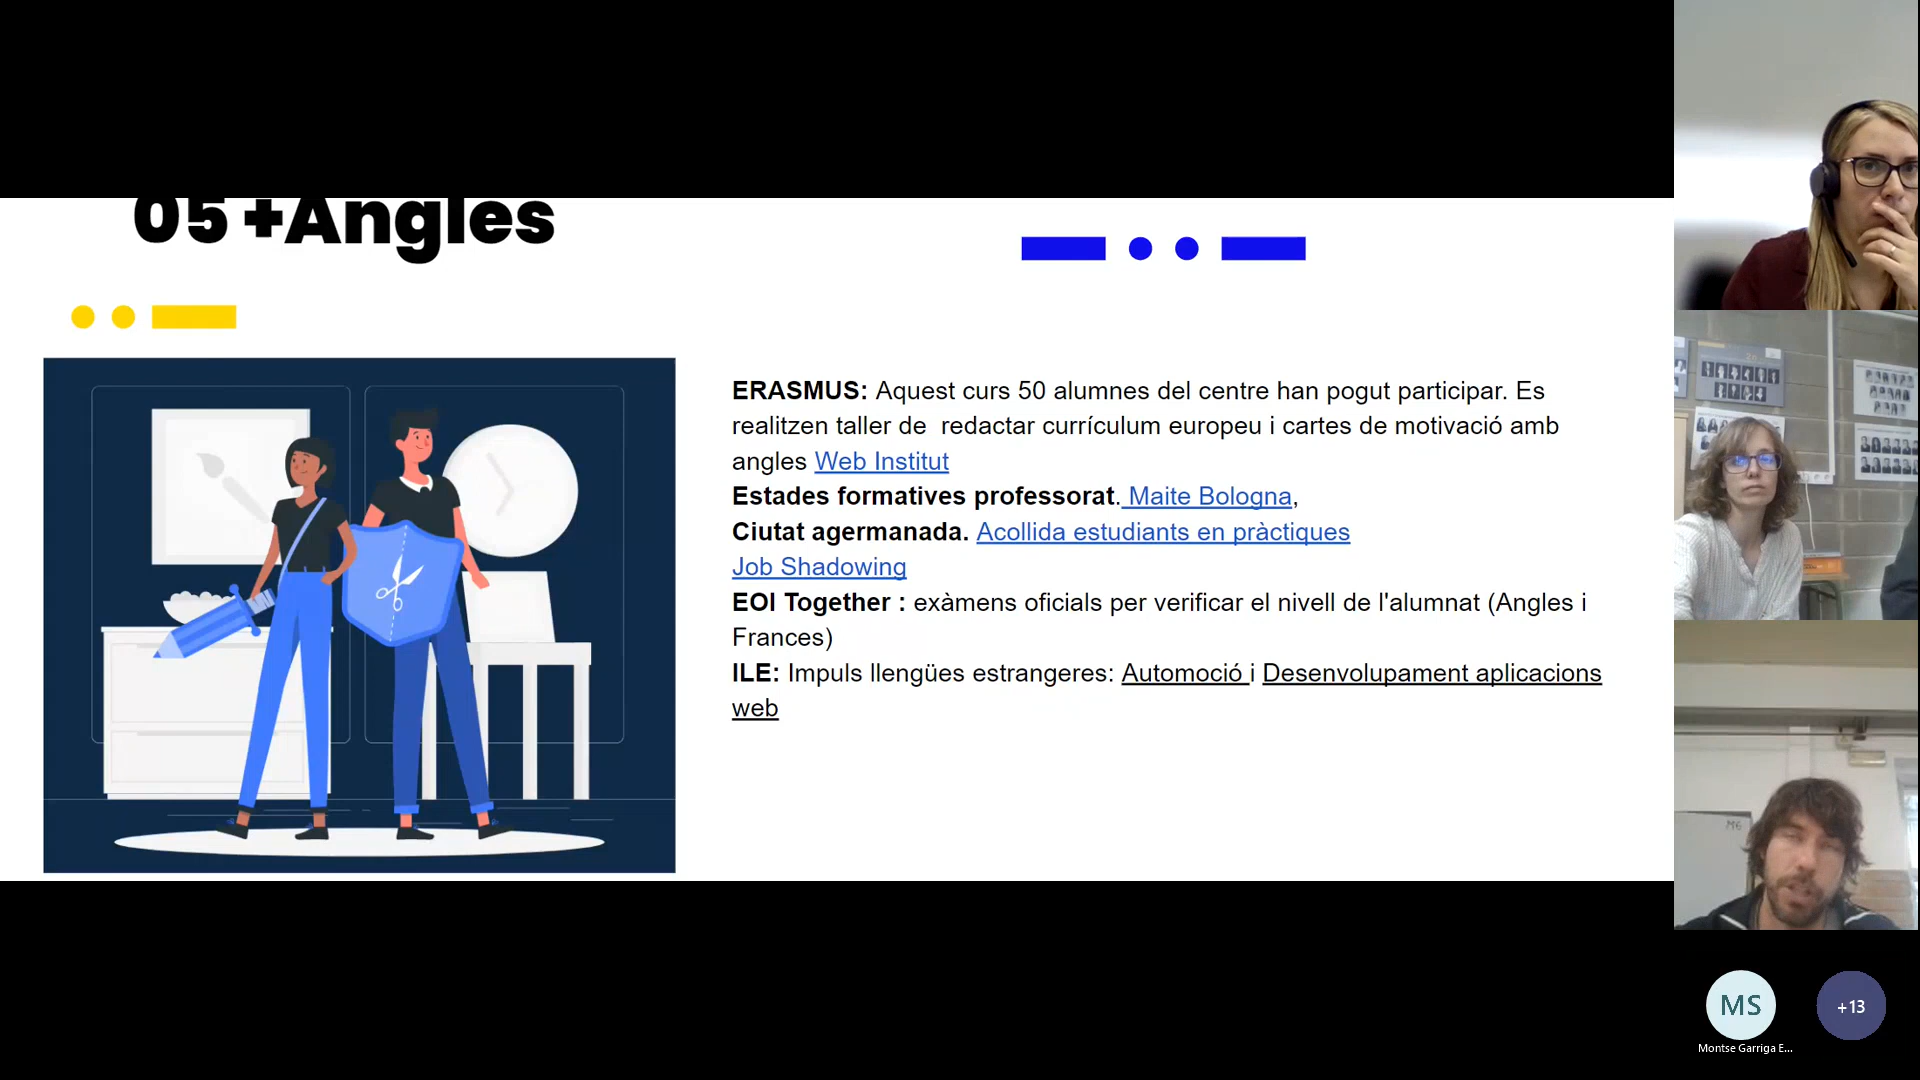 05 +Angles
ERASMUS: Aquest curs 50 alumnes del centre han pogut participar. Es
realitzen taller de  redactar currículum europeu i cartes de motivació amb
angles Web Institut
Estades formatives professorat. Maite Bologna,
Ciutat agermanada. Acollida estudiants en pràctiques
Job Shadowing
EOI Together : exàmens oficials per verificar el nivell de l'alumnat (Angles i
Frances)
ILE: Impuls llengües estrangeres: Automoció i Desenvolupament aplicacions
web
M6
MS
+13
Montse Garriga E...